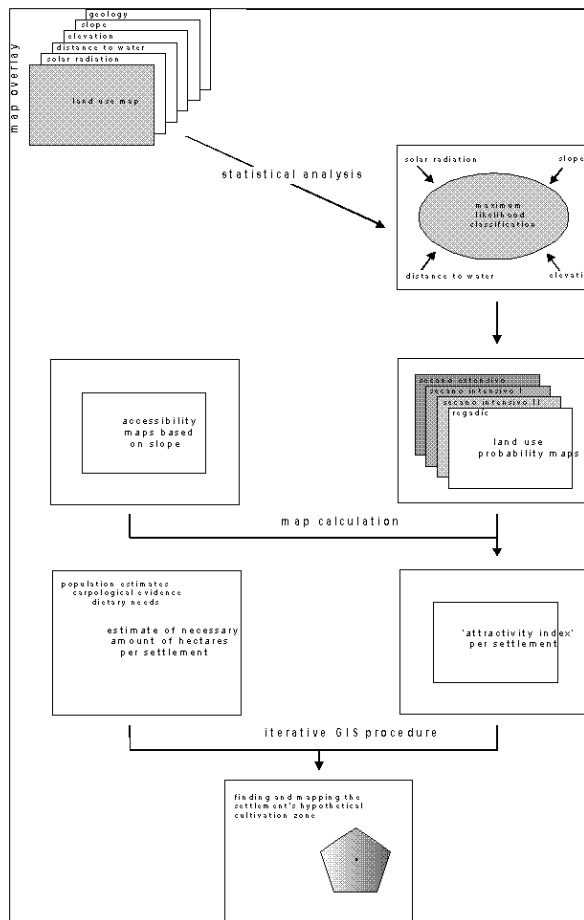 map overlay
geology
slope
elevation
distance to water
solar radiation
land use map
statistical analysis
solar radiation
slope
maximum
likelihood
classification
distance to water
elevati
secano extensivo
secano intensivo I
secano intensivo II
regadic
land use
probability maps
accessibility
maps based
on slope
map calculation
population estimates
carpological evidence
dietary needs
estimate of necessary
amount of hectares
per settlement
'attractivity index'
per settlement
iterative GIS procedure
finding and mapping the
settlement's hypothetical
cultivation zone